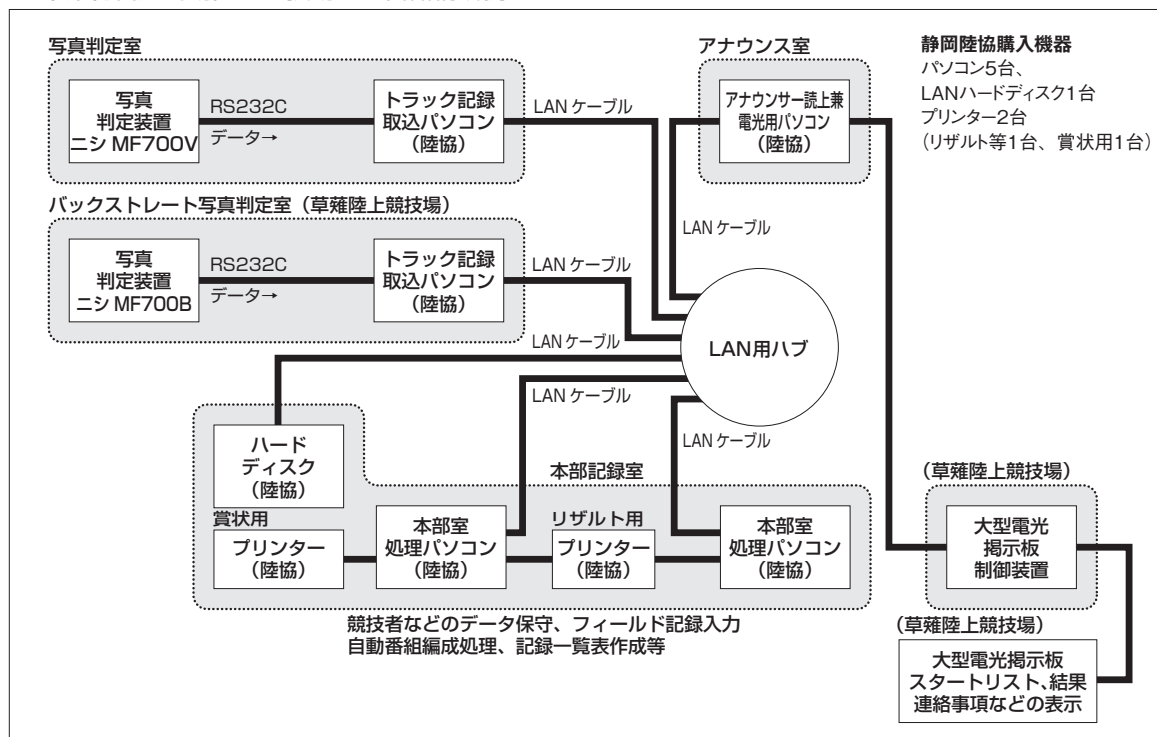 写真判定室
写真
判定装置
ニシ MF700V
RS232C
データ→
トラック記録
取込パソコン
(陸協)
LAN ケーブル
アナウンス室
アナウンサー読上兼
電光用パソコン
(陸協)
LAN ケーブル
静岡陸協購入機器
パソコン5台、
LANハードディスク1台
プリンター2台
(リザルト等1台、賞状用1台)
バックストレート写真判定室(草薙陸上競技場)
写真
判定装置
ニシ MF700B
RS232C
データ→
トラック記録
取込パソコン
(陸協)
LAN ケーブル
LAN用ハブ
LAN ケーブル
LAN ケーブル
LAN ケーブル
ハード
ディスク
(陸協)
本部記録室
賞状用
プリンター
(陸協)
本部室
処理パソコン
(陸協)
リザルト用
プリンター
(陸協)
本部室
処理パソコン
(陸協)
競技者などのデータ保守、フィールド記録入力
自動番組編成処理、記録一覧表作成等
(草薙陸上競技場)
大型電光
掲示板
制御装置
(草薙陸上競技場)
大型電光掲示板
スタートリスト、結果
連絡事項などの表示